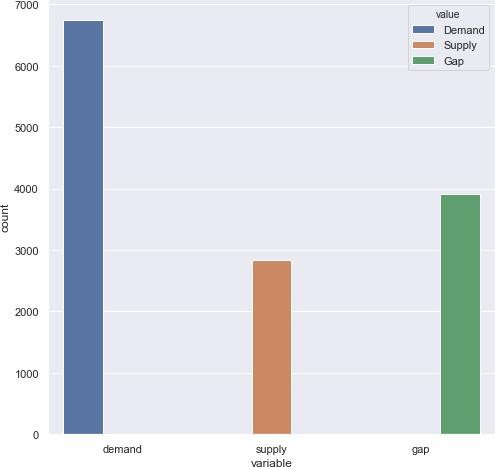 7000
6000
5000
4000
3000
2000
1000
0
count
value
Demand
Supply
Gap
demand supply gap
variable